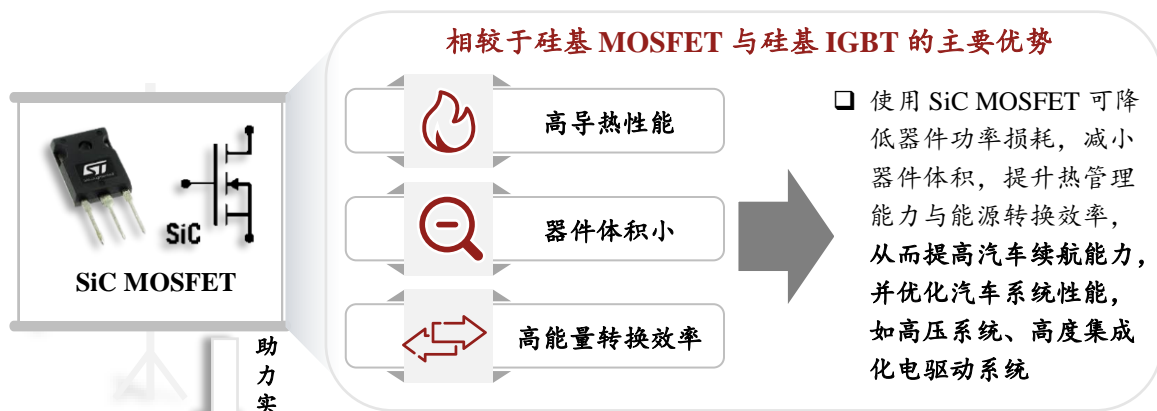 相较于硅基 MOSFET 与硅基 IGBT 的主要优势
ST
SiC
SiC MOSFET
高导热性能
器件体积小
高能量转换效率
❑ 使用 SiC MOSFET 可降
低器件功率损耗，减小
器件体积，提升热管理
能力与能源转换效率，
从而提高汽车续航能力，
并优化汽车系统性能，
如高压系统、高度集成
化电驱动系统
助
力
实